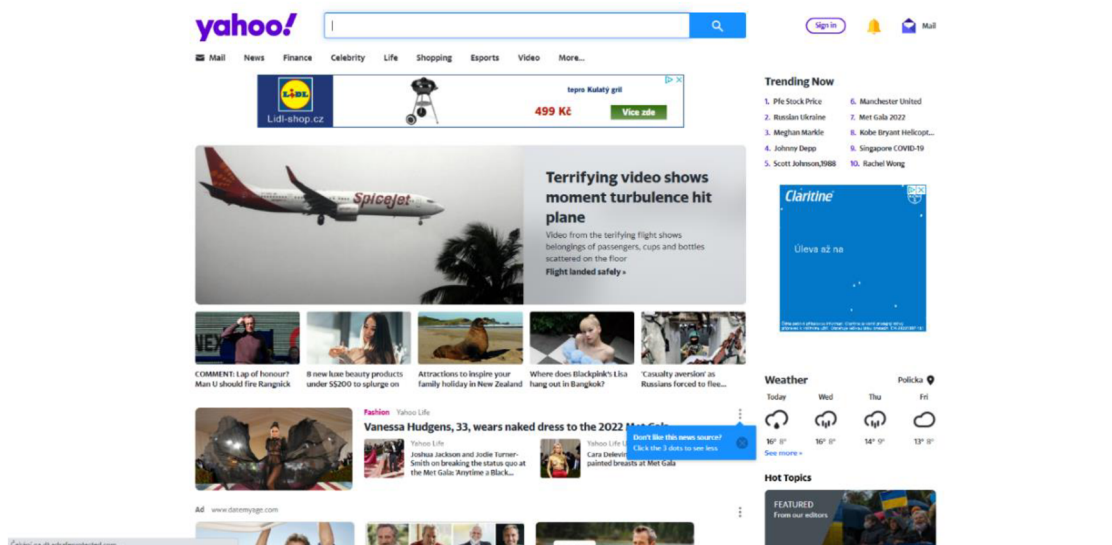 yahoo!
Sign in
Mail
Mail News Finance Celebrity Life Shopping Esports Video More...
LiDL
Lidl-shop.cz
tepro Kulatý gril
499 Kč
Více zde
Trending Now
1. Pfe Stock Price
2. Russian Ukraine
3. Meghan Markle
4. Johnny Depp
5. Scott Johnson,1988
6. Manchester United
7. Met Gala 2022
8. Kobe Bryant Helicopt...
9. Singapore COVID-19
10. Rachel Wong
Spicejet
Terrifying video shows
moment turbulence hit
plane
Video from the terifying flight shows
belongings of passengers, cups and bottles
scattered on the floor
Flight landed safely »
Claritine
Úleva až na
COMMENT: Lap of honour?
Man U should fire Rangnick
8 new luxe beauty products
under S$200 to splurge on
Attractions to inspire your
family holiday in New Zealand
Where does Blackpink's Lisa
hang out in Bangkok?
'Casualty aversion' as
Russians forced to flee...
Weather
Policka
Today Wed Thu Fri
16° 8° 16° 8° 14° 9° 13° 8°
See more »
Fashion Yahoo Life
Vanessa Hudgens, 33, wears naked dress to the 2022 Met Gala
Don't like this news source?
Click the 3 dots to see less
Yahoo Life
Joshua Jackson and Jodie Turner-
Smith on breaking the status quo at
the Met Gala: 'Anytime a Black...
Yahoo Life
Cara Delevin
painted breasts at Met Gala
Hot Topics
FEATURED
From our editors
Ad www.datemyage.com